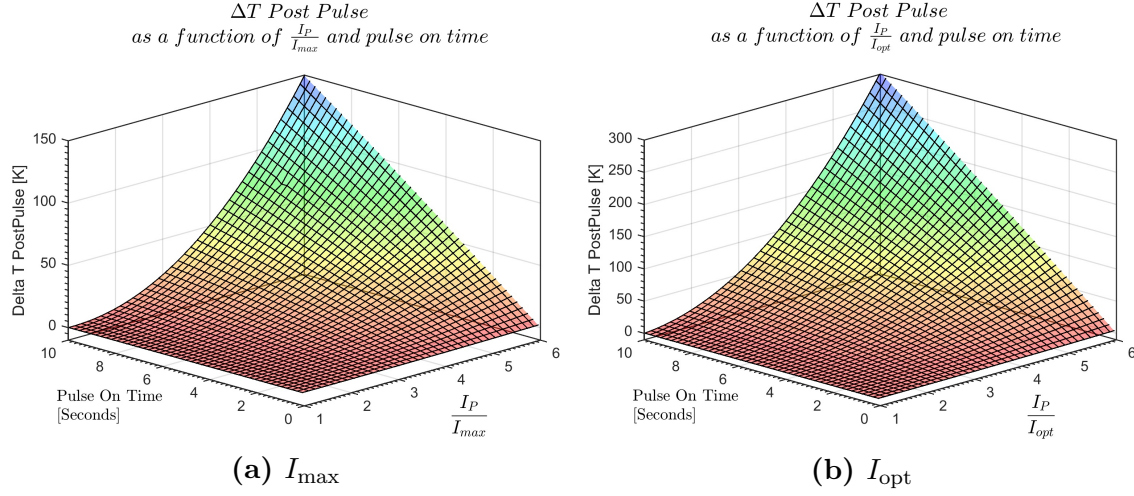 ΔT Post Pulse
as a function of I_P/I_max and pulse on time
150
100
50
0
Delta T PostPulse [K]
10
8
6
4
2
0
Pulse On Time
[Seconds]
1
2
3
4
5
6
I_P/I_max
(a) I_max
ΔT Post Pulse
as a function of I_P/I_opt and pulse on time
300
250
200
150
100
50
0
Delta T PostPulse [K]
10
8
6
4
2
0
Pulse On Time
[Seconds]
1
2
3
4
5
6
I_P/I_opt
(b) I_opt